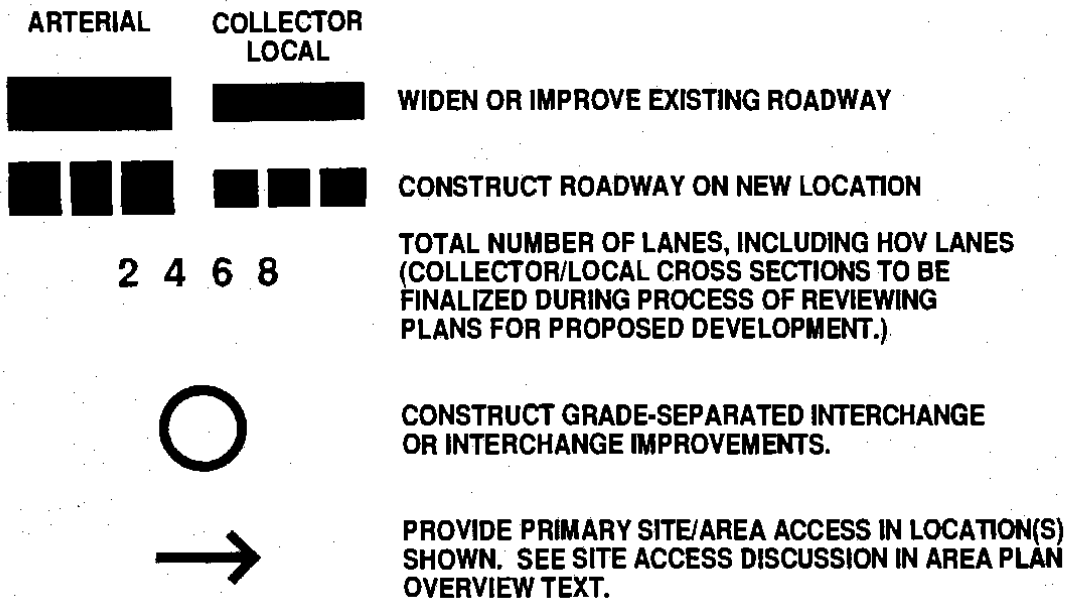 ARTERIAL
COLLECTOR
LOCAL
WIDEN OR IMPROVE EXISTING ROADWAY
CONSTRUCT ROADWAY ON NEW LOCATION
2 4 6 8
TOTAL NUMBER OF LANES, INCLUDING HOV LANES
(COLLECTOR/LOCAL CROSS SECTIONS TO BE
FINALIZED DURING PROCESS OF REVIEWING
PLANS FOR PROPOSED DEVELOPMENT.)
CONSTRUCT GRADE-SEPARATED INTERCHANGE
OR INTERCHANGE IMPROVEMENTS.
PROVIDE PRIMARY SITE/AREA ACCESS IN LOCATION(S)
SHOWN. SEE SITE ACCESS DISCUSSION IN AREA PLAN
OVERVIEW TEXT.